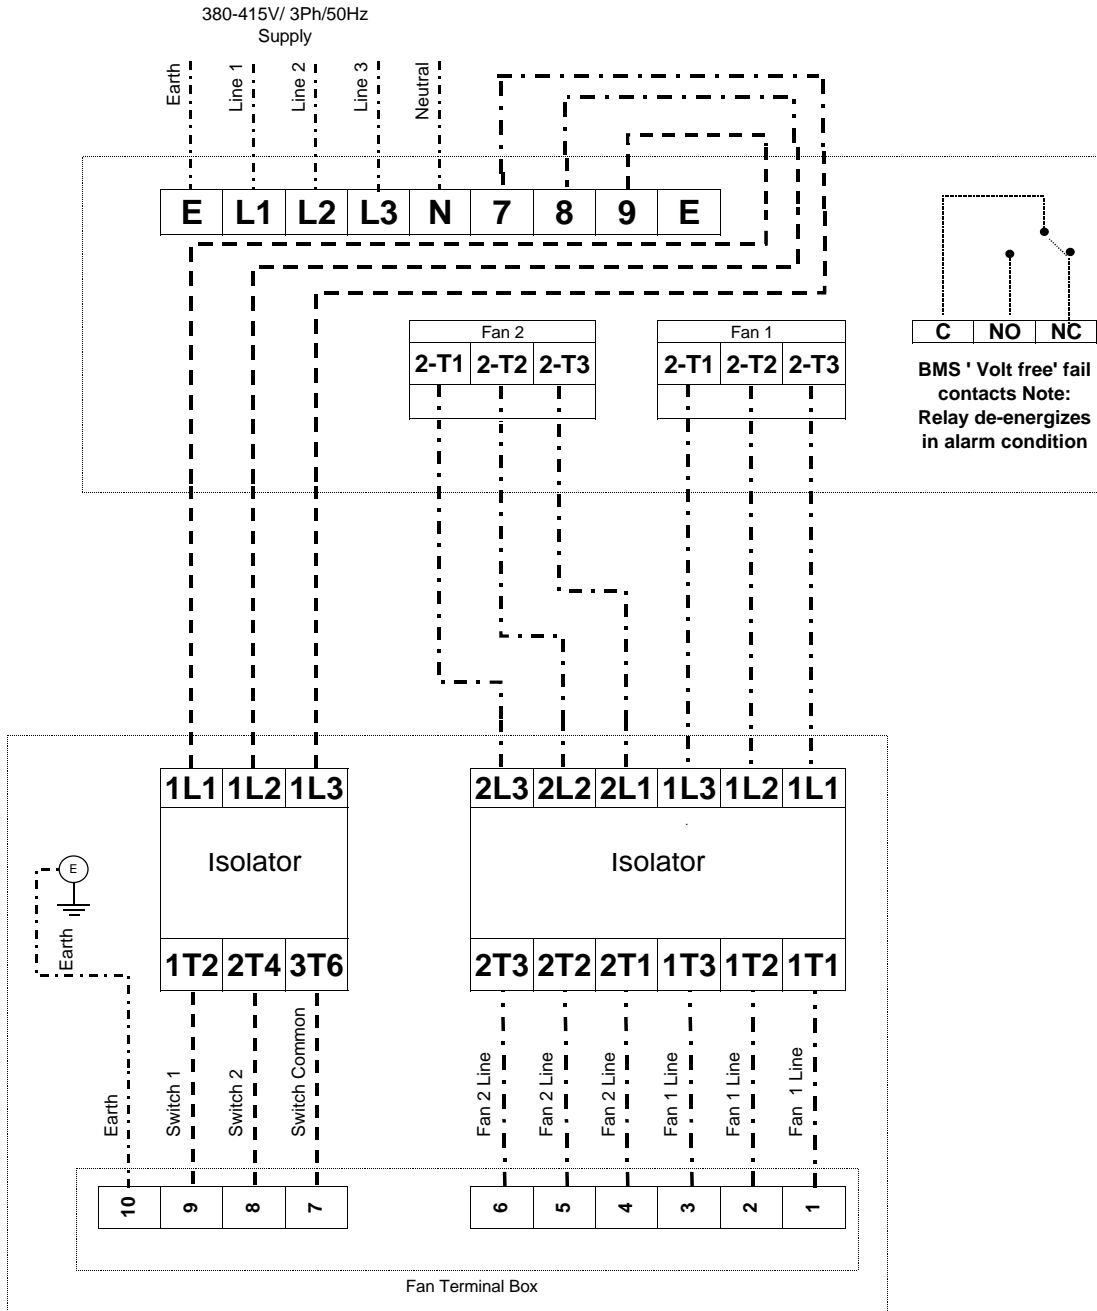 380-415V/ 3Ph/50Hz
Supply
Earth
Line 1
Line 2
Line 3
Neutral
E L1 L2 L3 N 7 8 9 E
Fan 2
2-T1 2-T2 2-T3
Fan 1
2-T1 2-T2 2-T3
C NO NC
BMS ' Volt free' fail
contacts Note:
Relay de-energizes
in alarm condition
1L1 1L2 1L3
Isolator
1T2 2T4 3T6
2L3 2L2 2L1 1L3 1L2 1L1
Isolator
2T3 2T2 2T1 1T3 1T2 1T1
E
Earth
Earth
Switch 1
Switch 2
Switch Common
Fan 2 Line
Fan 2 Line
Fan 2 Line
Fan 1 Line
Fan 1 Line
Fan 1 Line
10 9 8 7
6 5 4 3 2 1
Fan Terminal Box